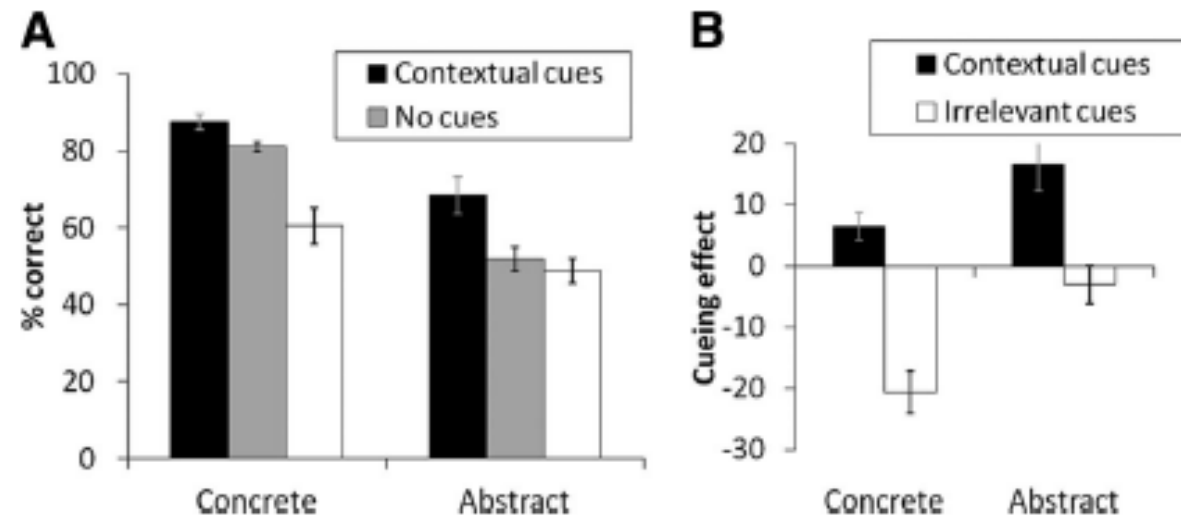 A
100
80
60
40
20
0
% correct
Contextual cues
No cues
Concrete
Abstract
B
Contextual cues
Irrelevant cues
20
10
0
-10
-20
-30
Cueing effect
Concrete
Abstract